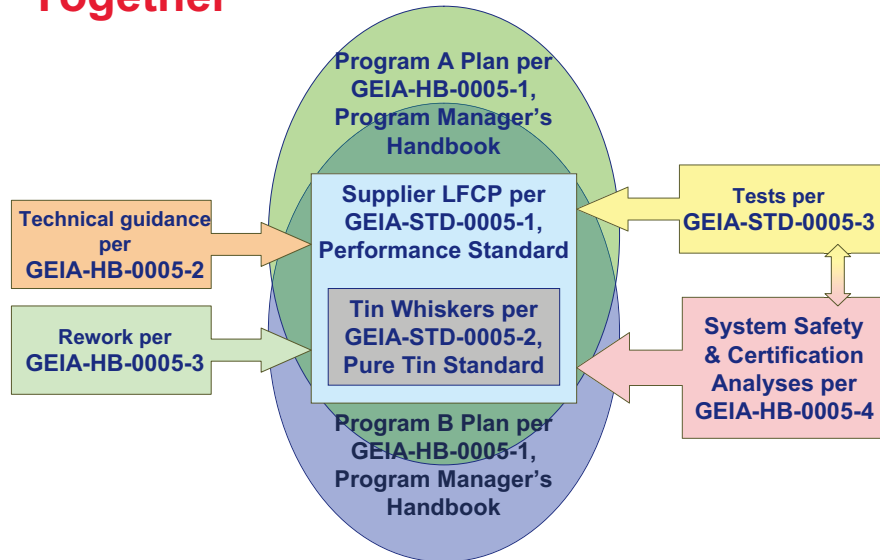 Together
Program A Plan per
GEIA-HB-0005-1,
Program Manager's
Handbook
Supplier LFCP per
GEIA-STD-0005-1,
Performance Standard
Tin Whiskers per
GEIA-STD-0005-2,
Pure Tin Standard
Program B Plan per
GEIA-HB-0005-1,
Program Manager's
Handbook
Technical guidance
per
GEIA-HB-0005-2
Rework per
GEIA-HB-0005-3
Tests per
GEIA-STD-0005-3
System Safety
& Certification
Analyses per
GEIA-HB-0005-4